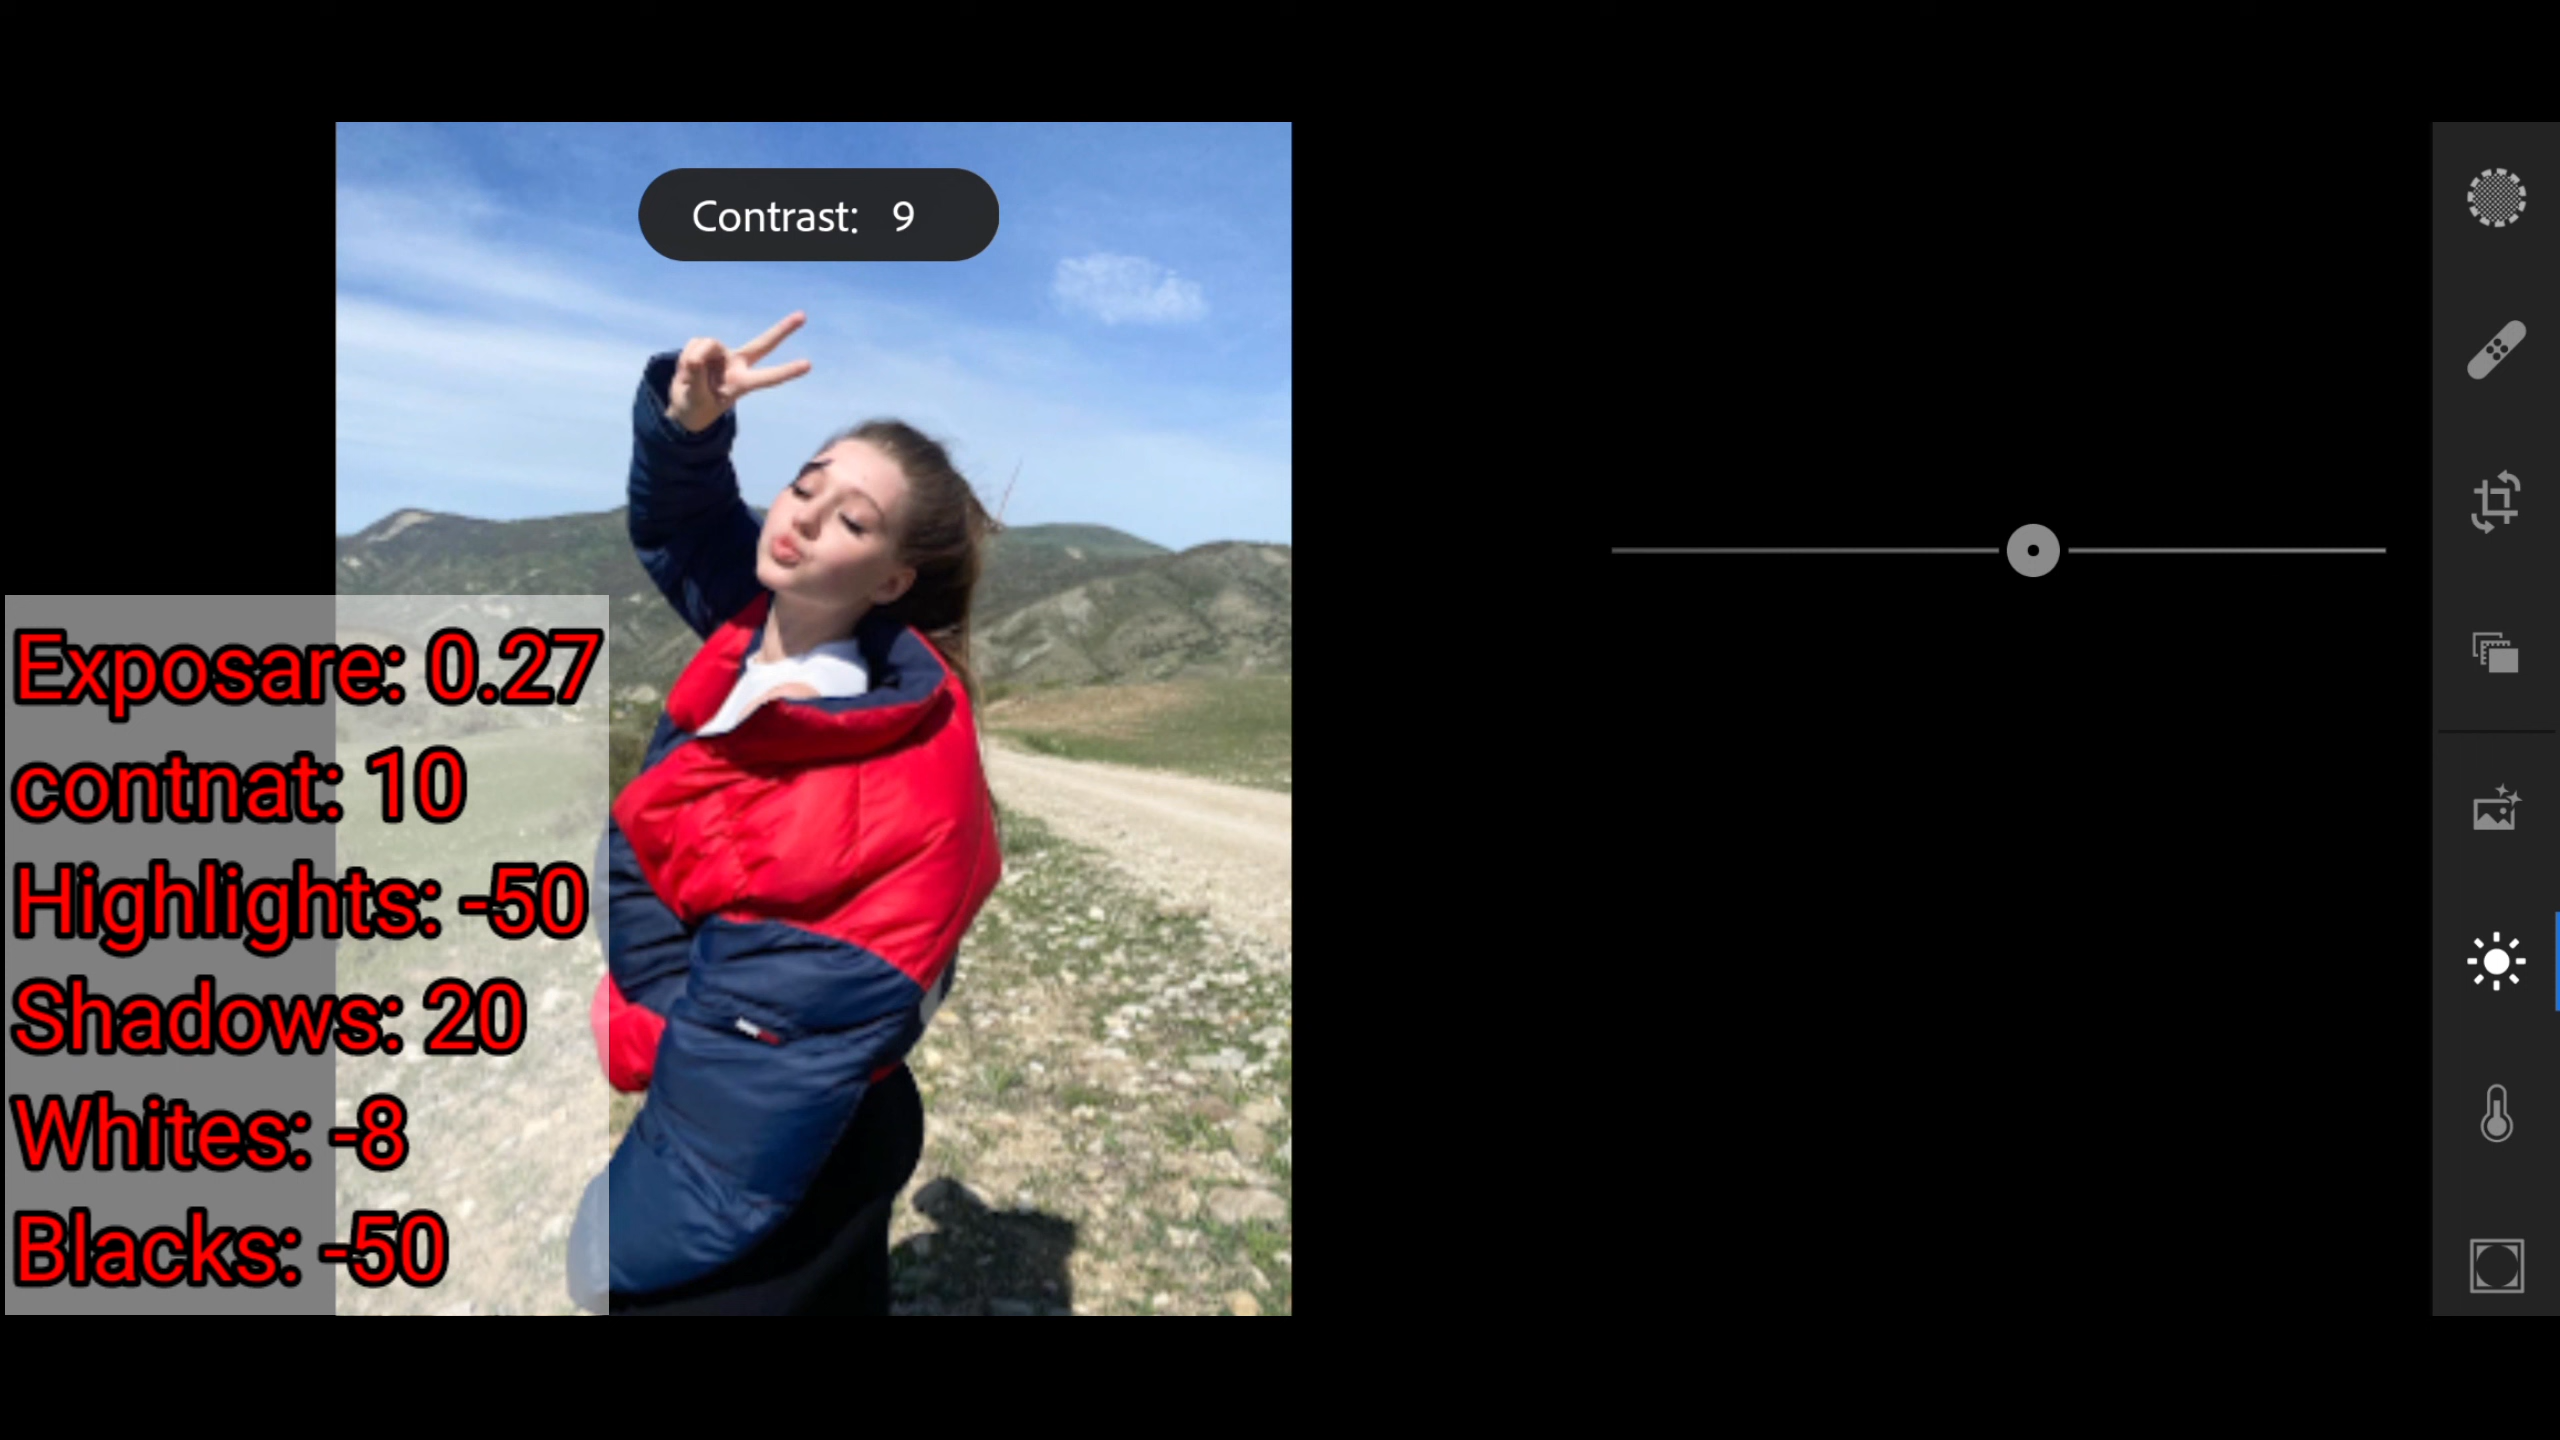 Contrast: 9
Exposare: 0.27
contnat: 10
Highlights: -50
Shadows: 20
Whites: -8
Blacks: -50